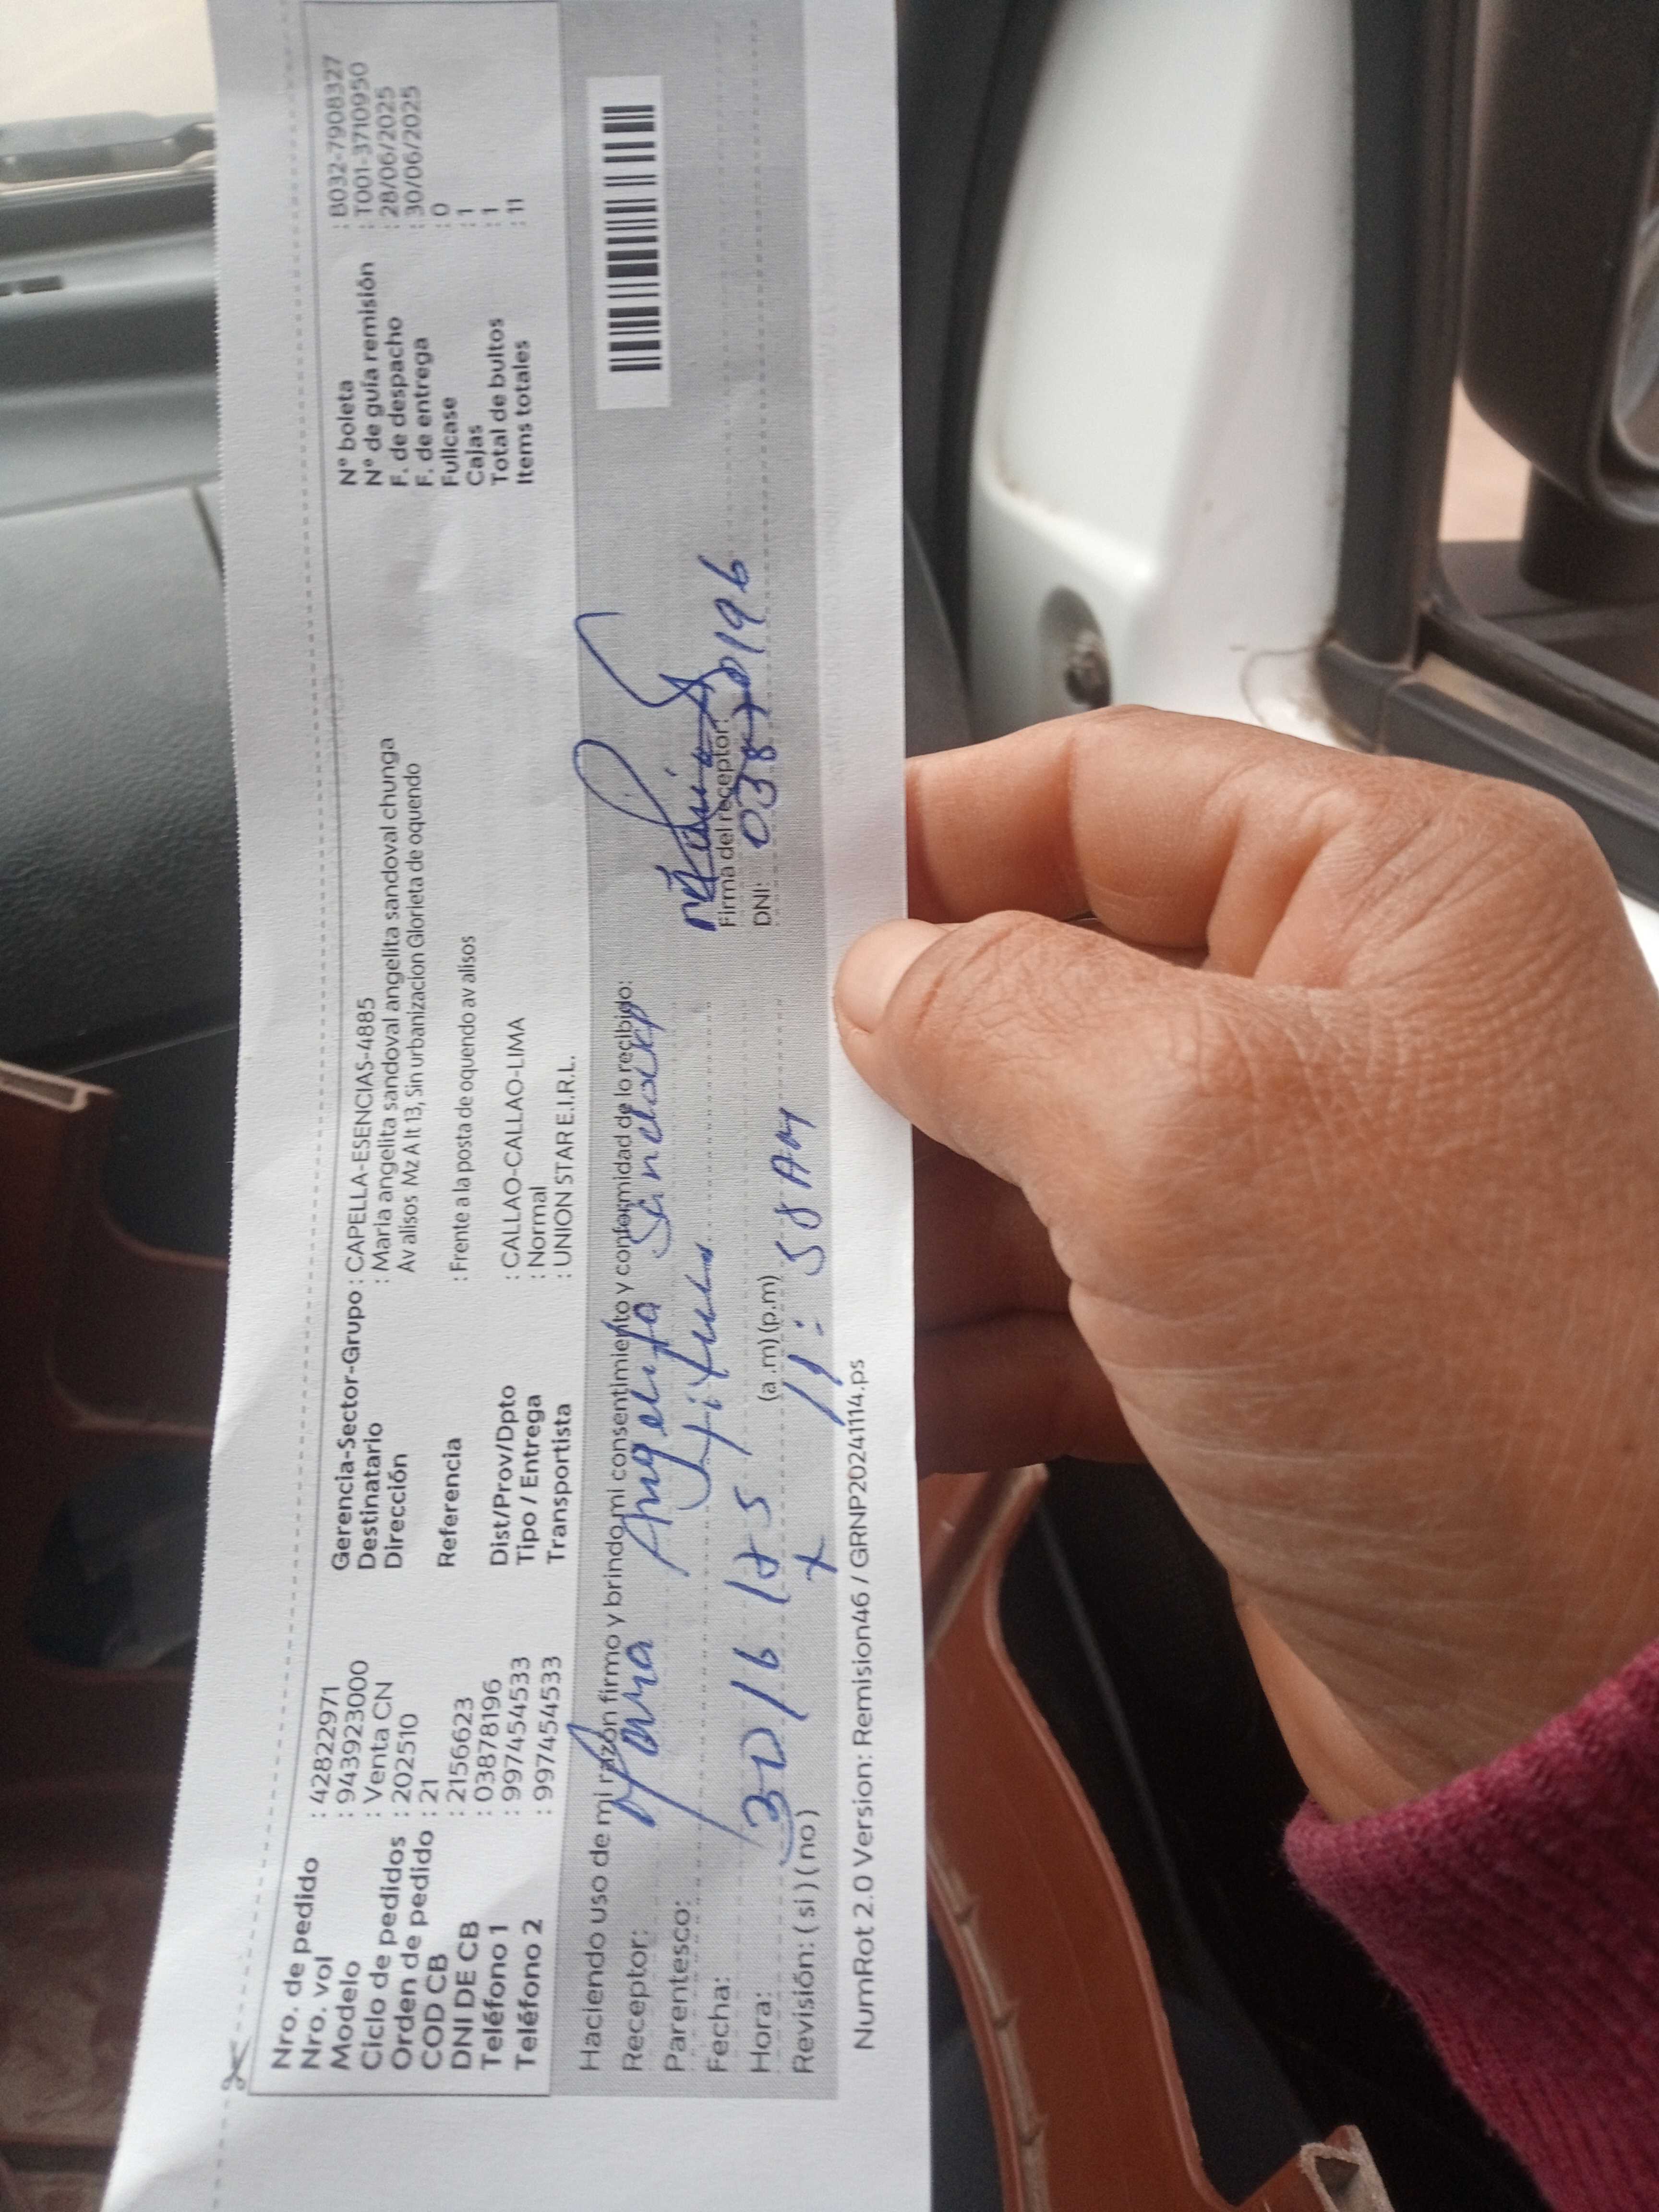 Nro. de pedido : 42822971
Nro. vol : 943923000
Modelo : Venta CN
Ciclo de pedidos : 202510
Orden de pedido : 21
COD CB : 2156623
DNI DE CB : 03878196
Teléfono 1 : 997454533
Teléfono 2 : 997454533
Gerencia-Sector-Grupo : CAPELLA-ESENCIAS-4885
Destinatario : Maria angelita sandoval angelita sandoval chunga
Dirección Av alisos Mz A lt 13, Sin urbanizacion Glorieta de oquendo
Referencia : Frente a la posta de oquendo av alisos
Dist/Prov/Dpto : CALLAO-CALLAO-LIMA
Tipo / Entrega : Normal
Transportista : UNION STAR E.I.R.L.
N° boleta : B032-7908327
N° de guía remisión : T001-3710950
F. de despacho : 28/06/2025
F. de entrega : 30/06/2025
Fullcase : 0
Cajas : 1
Total de bultos : 1
Items totales : 11
Haciendo uso de mi razón firmo y brindo mi consentimiento y conformidad de lo recibido:
Receptor: Maria Angelita Sandoval
Parentesco:
Fecha: 30/6/25
Hora: (a.m) (p.m) 11:58 AM
Revisión: ( si ) ( no )
Firma del receptor:
DNI: 03878196
NumRot 2.0 Version: Remision46 / GRNP20241114.ps